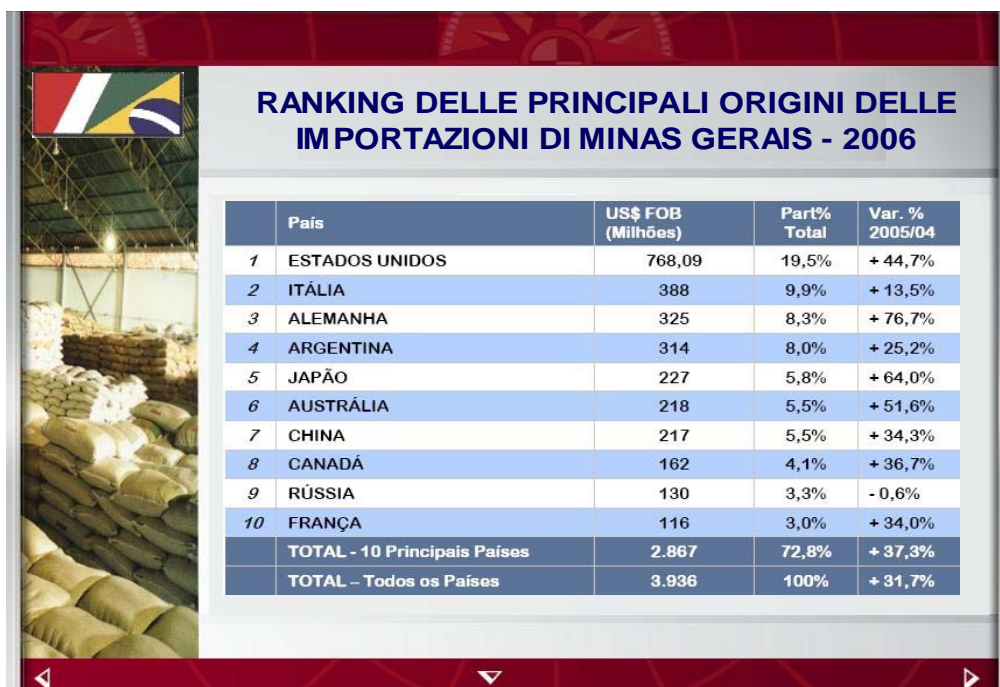 RANKING DELLE PRINCIPALI ORIGINI DELLE
IMPORTAZIONI DI MINAS GERAIS - 2006
País US$ FOB (Milhões) Part% Total Var. % 2005/04
1 ESTADOS UNIDOS 768,09 19,5% + 44,7%
2 ITÁLIA 388 9,9% + 13,5%
3 ALEMANHA 325 8,3% + 76,7%
4 ARGENTINA 314 8,0% + 25,2%
5 JAPÃO 227 5,8% + 64,0%
6 AUSTRÁLIA 218 5,5% + 51,6%
7 CHINA 217 5,5% + 34,3%
8 CANADÁ 162 4,1% + 36,7%
9 RÚSSIA 130 3,3% - 0,6%
10 FRANÇA 116 3,0% + 34,0%
TOTAL - 10 Principais Países 2.867 72,8% + 37,3%
TOTAL – Todos os Países 3.936 100% + 31,7%